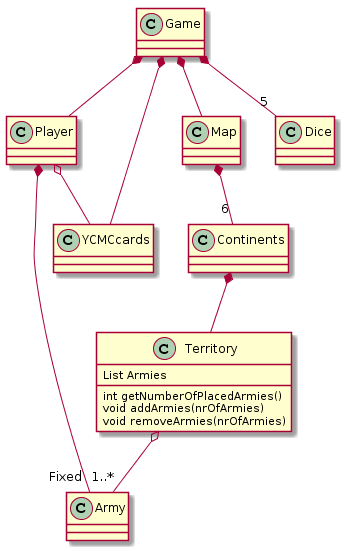 C Game
5
C Player
C Map
C Dice
6
C YCMCcards
C Continents
C Territory
List Armies
int getNumberOfPlacedArmies()
void addArmies(nrOfArmies)
void removeArmies(nrOfArmies)
Fixed 1..*
C Army